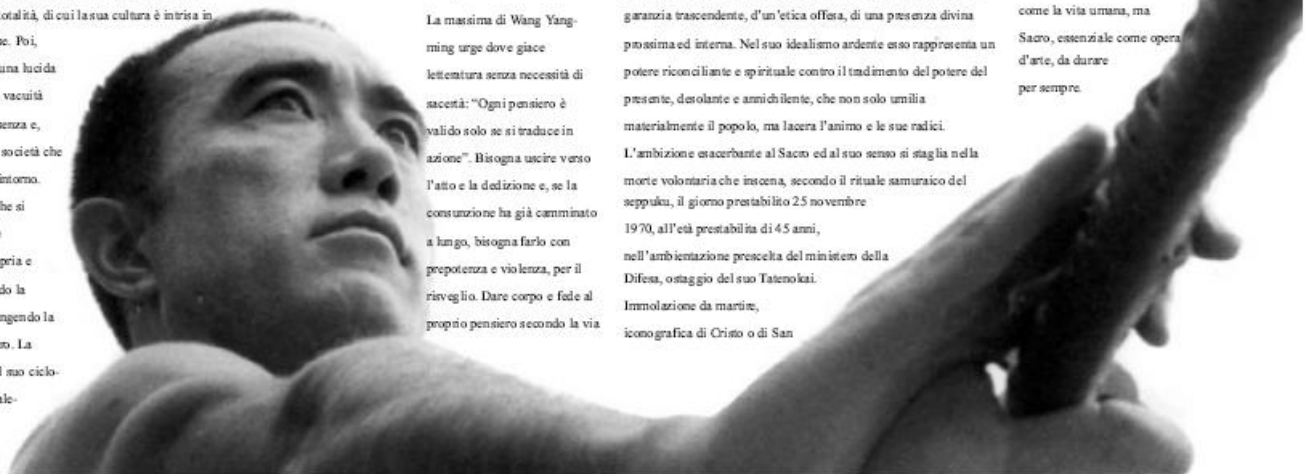 otalità, di cui la sua cultura è intrisa in
e. Poi,
una lucida
vacuità
enza e,
società che
intorno.
he si
pria e
do la
ngendo la
ro. La
l suo ciclo-
ale-
La massima di Wang Yang-
ming urge dove giace
letteratura senza necessità di
sacertà: “Ogni pensiero è
valido solo se si traduce in
azione”. Bisogna uscire verso
l’atto e la dedizione e, se la
consunzione ha già camminato
a lungo, bisogna farlo con
prepotenza e violenza, per il
risveglio. Dare corpo e fede al
proprio pensiero secondo la via
garanzia trascendente, d’un’etica offesa, di una presenza divina
prossima ed interna. Nel suo idealismo ardente esso rappresenta un
potere riconciliante e spirituale contro il tradimento del potere del
presente, desolante e annichilente, che non solo umilia
materialmente il popolo, ma lacera l’animo e le sue radici.
L’ambizione esacerbante al Sacro ed al suo senso si staglia nella
morte volontaria che inscena, secondo il rituale samuraico del
seppuku, il giorno prestabilito 25 novembre
1970, all’età prestabilita di 45 anni,
nell’ambientazione prescelta del ministero della
Difesa, ostaggio del suo Tatenokai.
Immolazione da martire,
iconografica di Cristo o di San
come la vita umana, ma
Sacro, essenziale come opera
d’arte, da durare
per sempre.